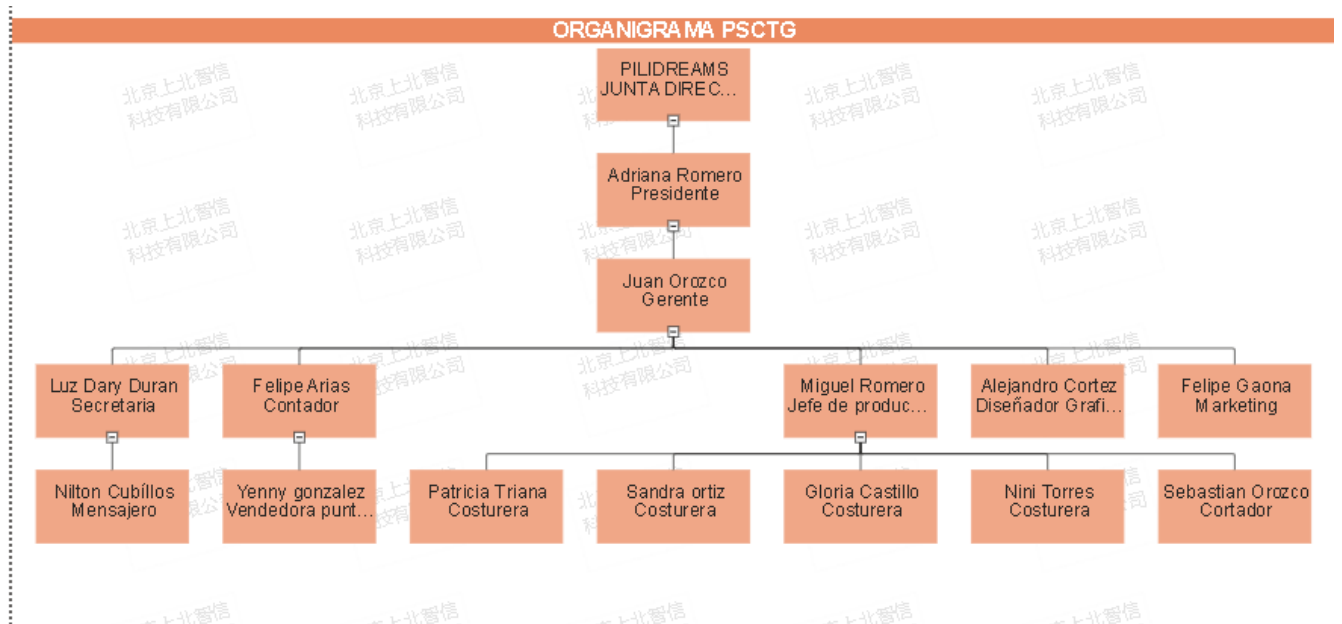 ORGANIGRAMA PSCTG
PILIDREAMS
JUNTA DIREC...
Adriana Romero
Presidente
Juan Orozco
Gerente
Luz Dary Duran
Secretaria
Felipe Arias
Contador
Miguel Romero
Jefe de produc...
Alejandro Cortez
Diseñador Grafi...
Felipe Gaona
Marketing
Nilton Cubíllos
Mensajero
Yenny gonzalez
Vendedora punt...
Patricia Triana
Costurera
Sandra ortiz
Costurera
Gloria Castillo
Costurera
Nini Torres
Costurera
Sebastian Orozco
Cortador
北京上北智信
科技有限公司